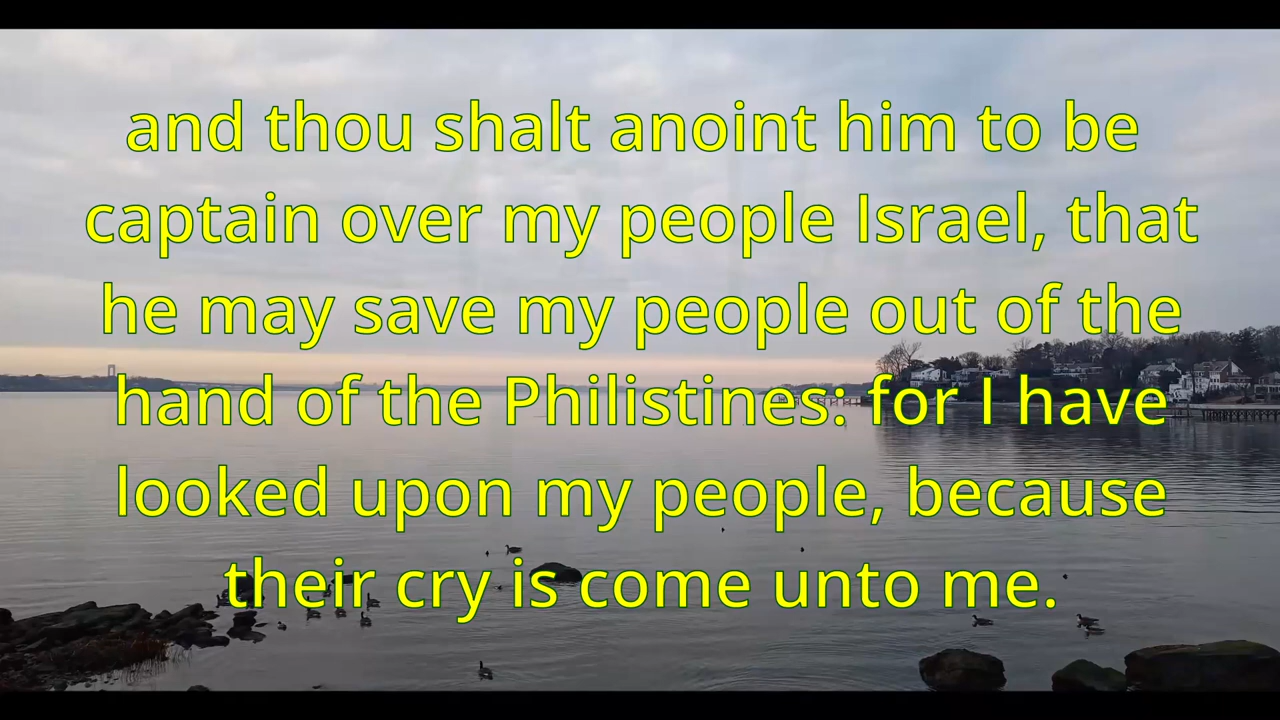 and thou shalt anoint him to be
captain over my people Israel, that
he may save my people out of the
hand of the Philistines: for I have
looked upon my people, because
their cry is come unto me.